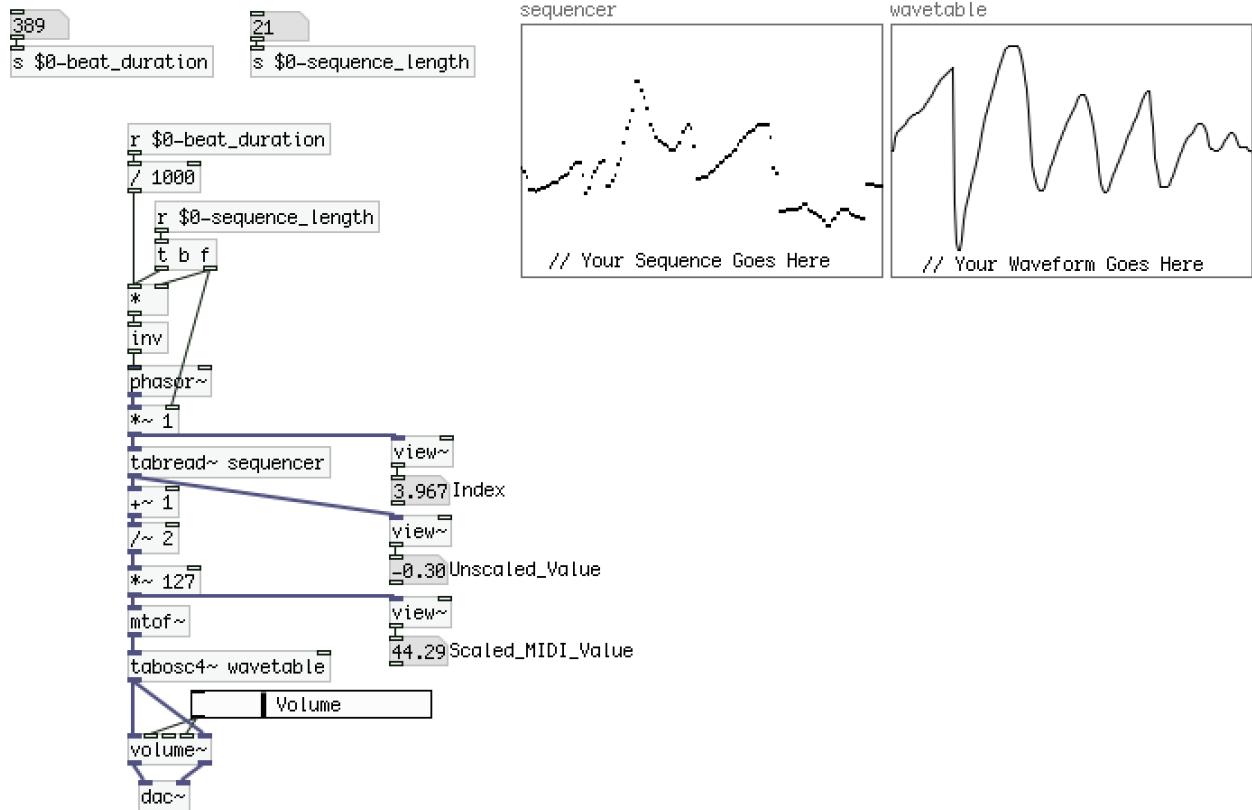 389
s $0-beat_duration
21
s $0-sequence_length
sequencer
// Your Sequence Goes Here
wavetable
// Your Waveform Goes Here
r $0-beat_duration
/ 1000
r $0-sequence_length
t b f
*
inv
phasor~
*~ 1
view~
tabread~ sequencer
3.967 Index
+~ 1
view~
/~ 2
-0.30 Unscaled_Value
*~ 127
view~
mtof~
44.29 Scaled_MIDI_Value
tabosc4~ wavetable
Volume
volume~
dac~